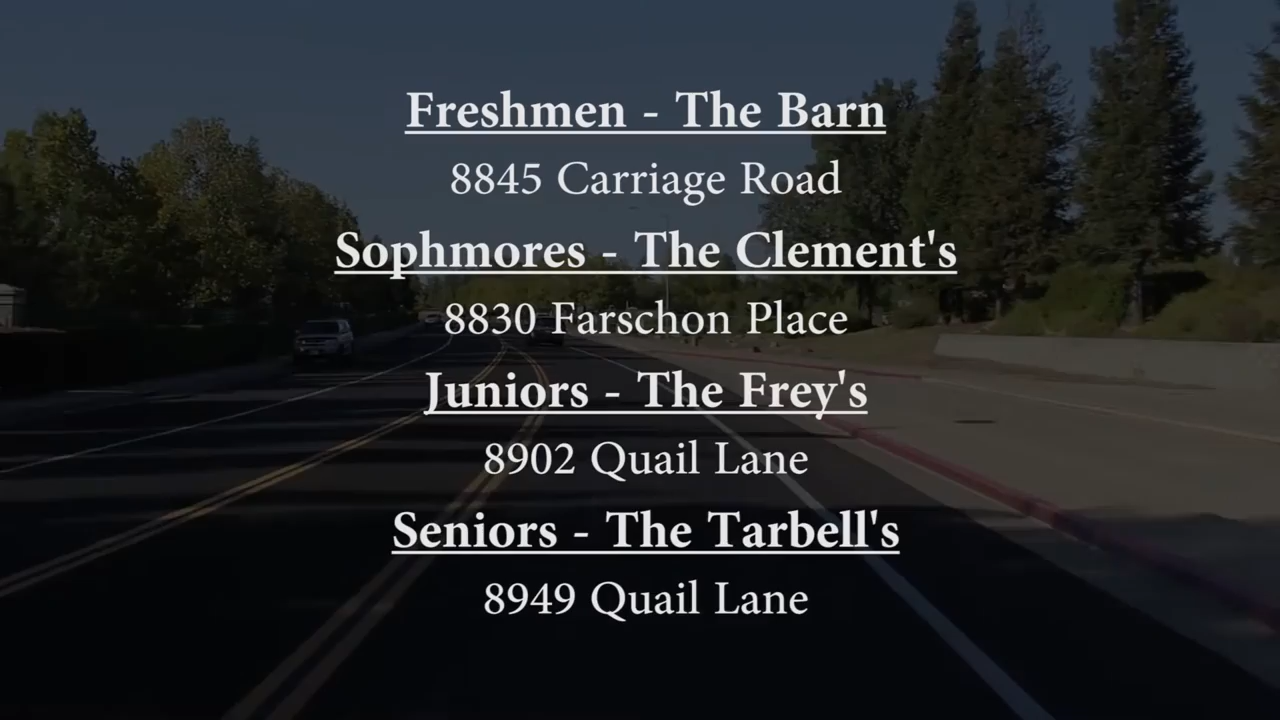 Freshmen - The Barn
8845 Carriage Road
Sophmores - The Clement's
8830 Farschon Place
Juniors - The Frey's
8902 Quail Lane
Seniors - The Tarbell's
8949 Quail Lane